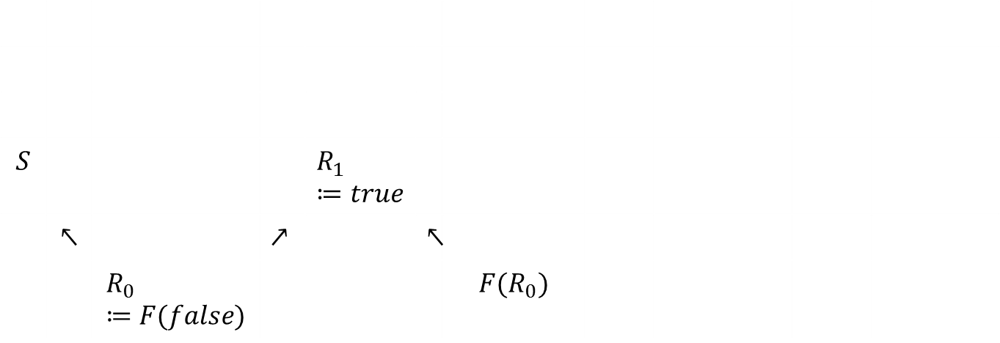 S R₁
≔ true
↖ ↗ ↖
R₀ F(R₀)
≔ F(false)